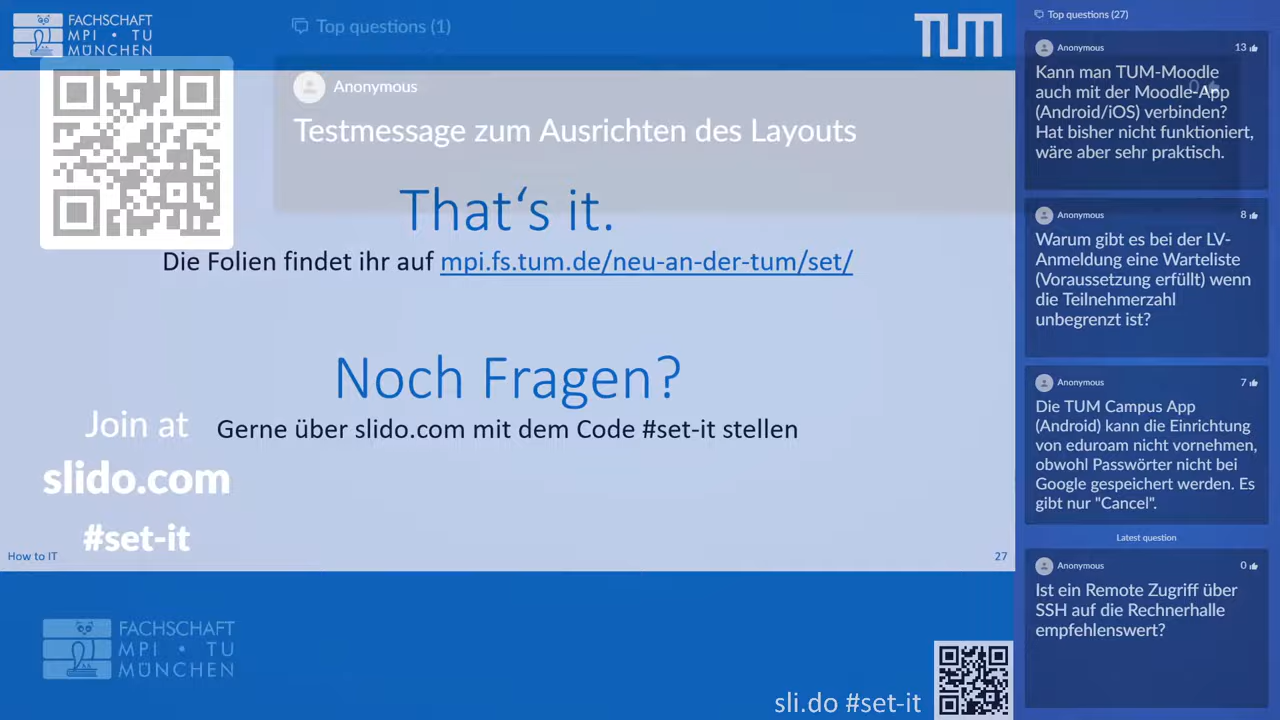 FACHSCHAFT
MPI • TU
MÜNCHEN
Top questions (1)
TUM
Anonymous
0
Testmessage zum Ausrichten des Layouts
That‘s it.
Die Folien findet ihr auf mpi.fs.tum.de/neu-an-der-tum/set/
Noch Fragen?
Gerne über slido.com mit dem Code #set-it stellen
Join at
slido.com
#set-it
How to IT
27
FACHSCHAFT
MPI • TU
MÜNCHEN
sli.do #set-it
Top questions (27)
Anonymous
13
Kann man TUM-Moodle
auch mit der Moodle-App
(Android/iOS) verbinden?
Hat bisher nicht funktioniert,
wäre aber sehr praktisch.
Anonymous
8
Warum gibt es bei der LV-
Anmeldung eine Warteliste
(Voraussetzung erfüllt) wenn
die Teilnehmerzahl
unbegrenzt ist?
Anonymous
7
Die TUM Campus App
(Android) kann die Einrichtung
von eduroam nicht vornehmen,
obwohl Passwörter nicht bei
Google gespeichert werden. Es
gibt nur "Cancel".
Latest question
Anonymous
0
Ist ein Remote Zugriff über
SSH auf die Rechnerhalle
empfehlenswert?